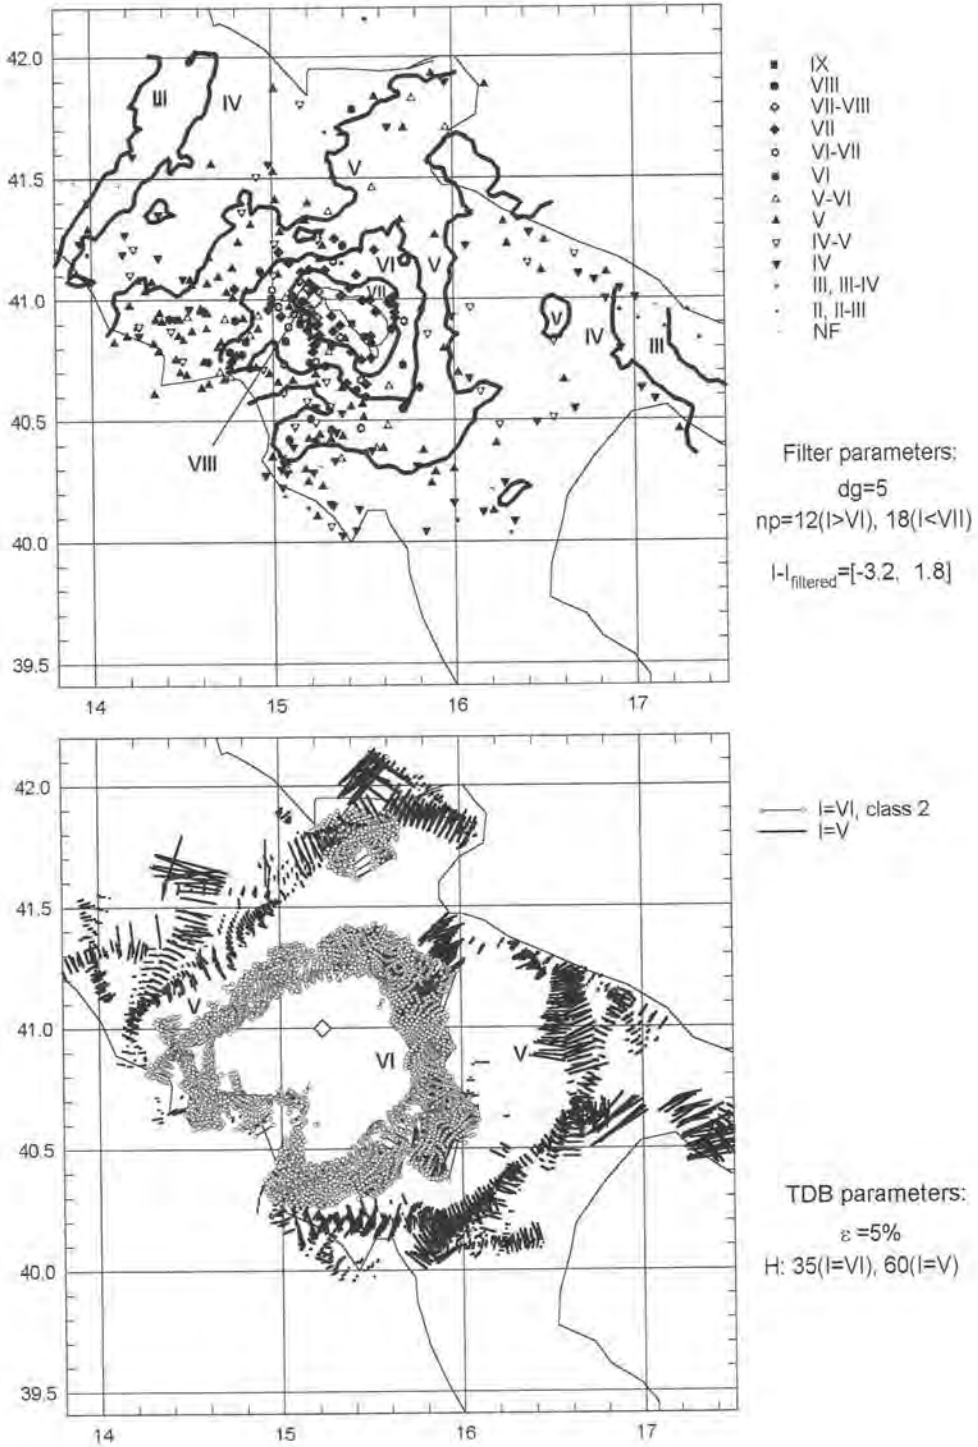 42.0
41.5
41.0
40.5
40.0
39.5
14
15
16
17
III
IV
V
VI
V
VII
V
IV
III
VIII
IX
VIII
VII-VIII
VII
VI-VII
VI
V-VI
V
IV-V
IV
III, III-IV
II, II-III
NF
Filter parameters:
dg=5
np=12(I>VI), 18(I<VII)
I-Ifiltered=[-3.2, 1.8]
42.0
41.5
41.0
40.5
40.0
39.5
14
15
16
17
V
VI
V
I=VI, class 2
I=V
TDB parameters:
ε =5%
H: 35(I=VI), 60(I=V)